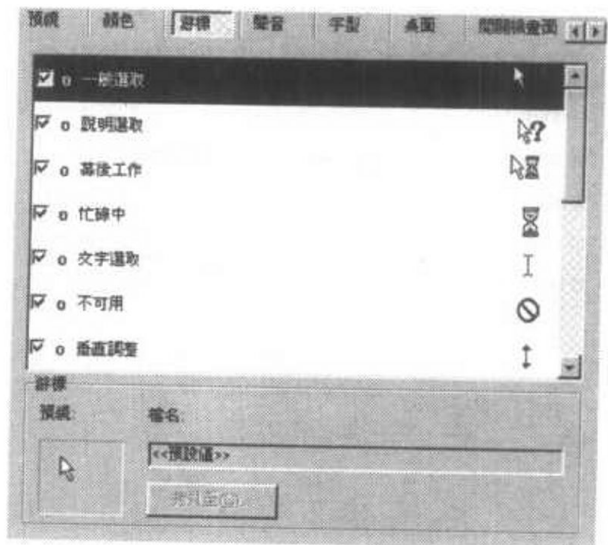 預視 顏色 游標 聲音 字型 桌面 開關機畫面
o 一般選取
o 說明選取
o 幕後工作
o 忙碌中
o 文字選取
o 不可用
o 垂直調整
游標
預視: 檔名:
<<預設值>>